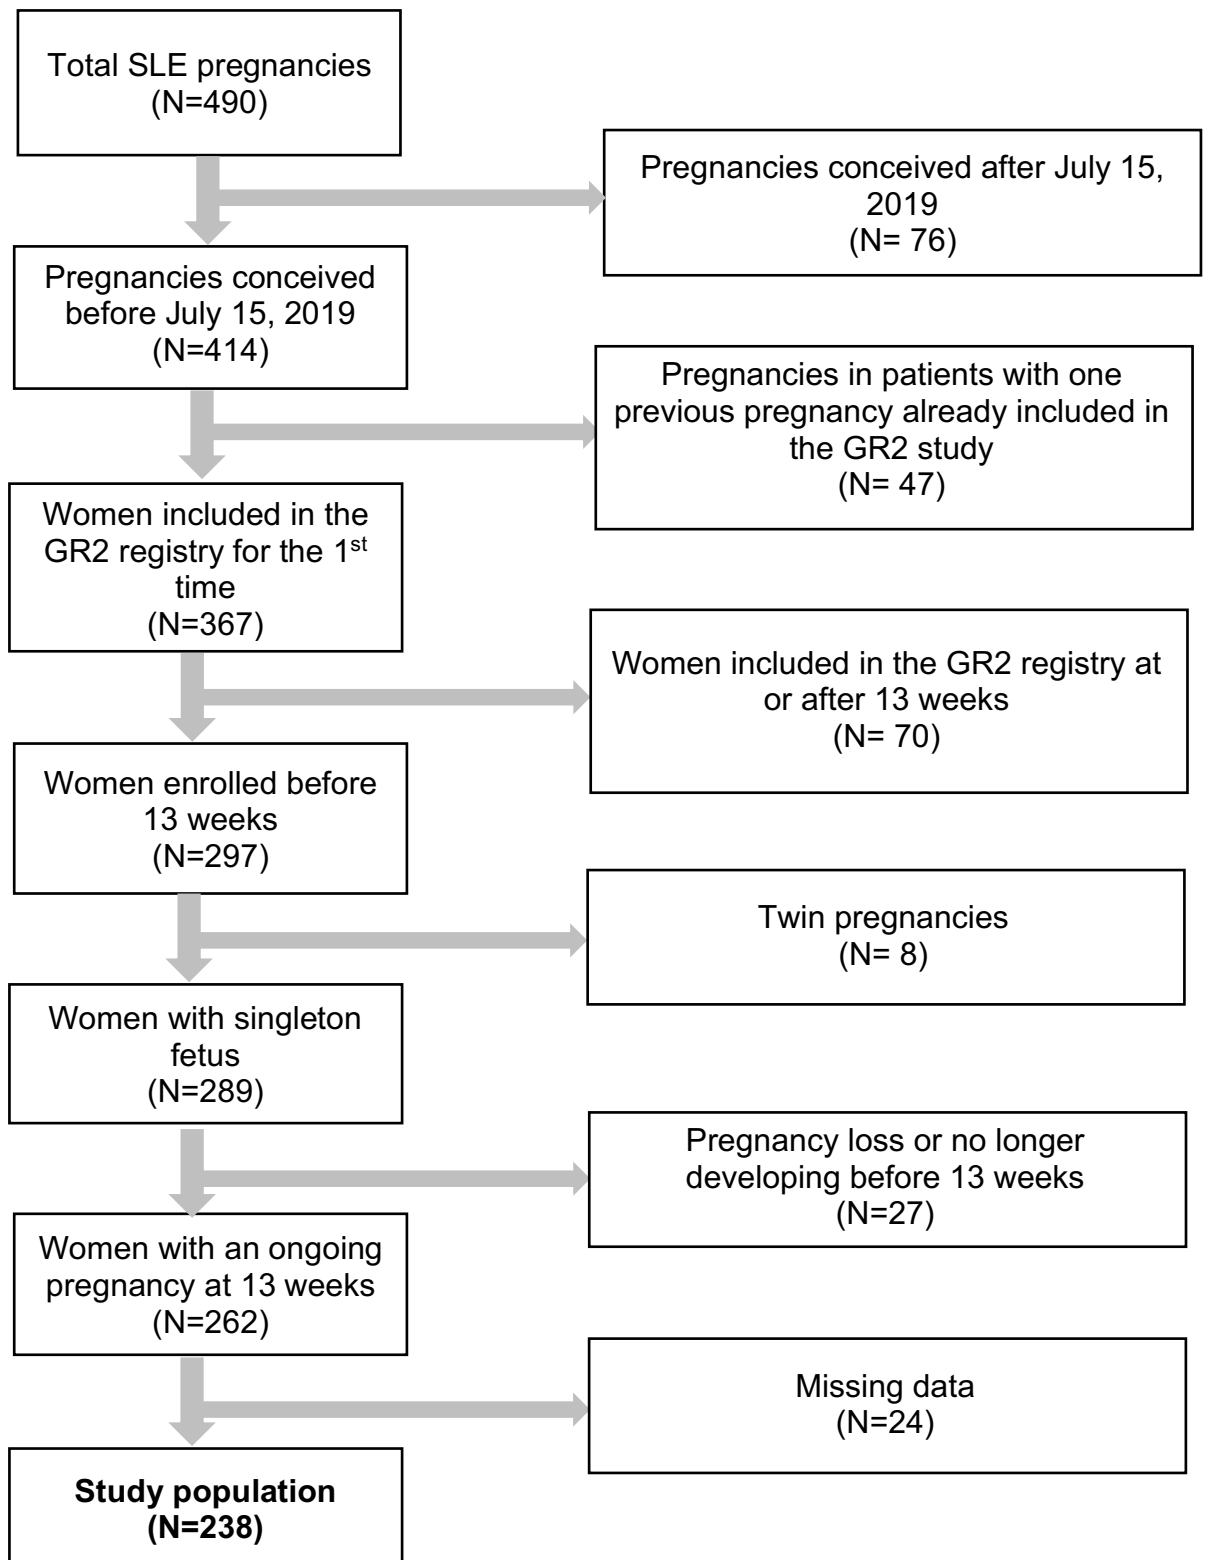 Total SLE pregnancies
(N=490)
Pregnancies conceived after July 15,
2019
(N= 76)
Pregnancies conceived
before July 15, 2019
(N=414)
Pregnancies in patients with one
previous pregnancy already included in
the GR2 study
(N= 47)
Women included in the
GR2 registry for the 1st
time
(N=367)
Women included in the GR2 registry at
or after 13 weeks
(N= 70)
Women enrolled before
13 weeks
(N=297)
Twin pregnancies
(N= 8)
Women with singleton
fetus
(N=289)
Pregnancy loss or no longer
developing before 13 weeks
(N=27)
Women with an ongoing
pregnancy at 13 weeks
(N=262)
Missing data
(N=24)
Study population
(N=238)